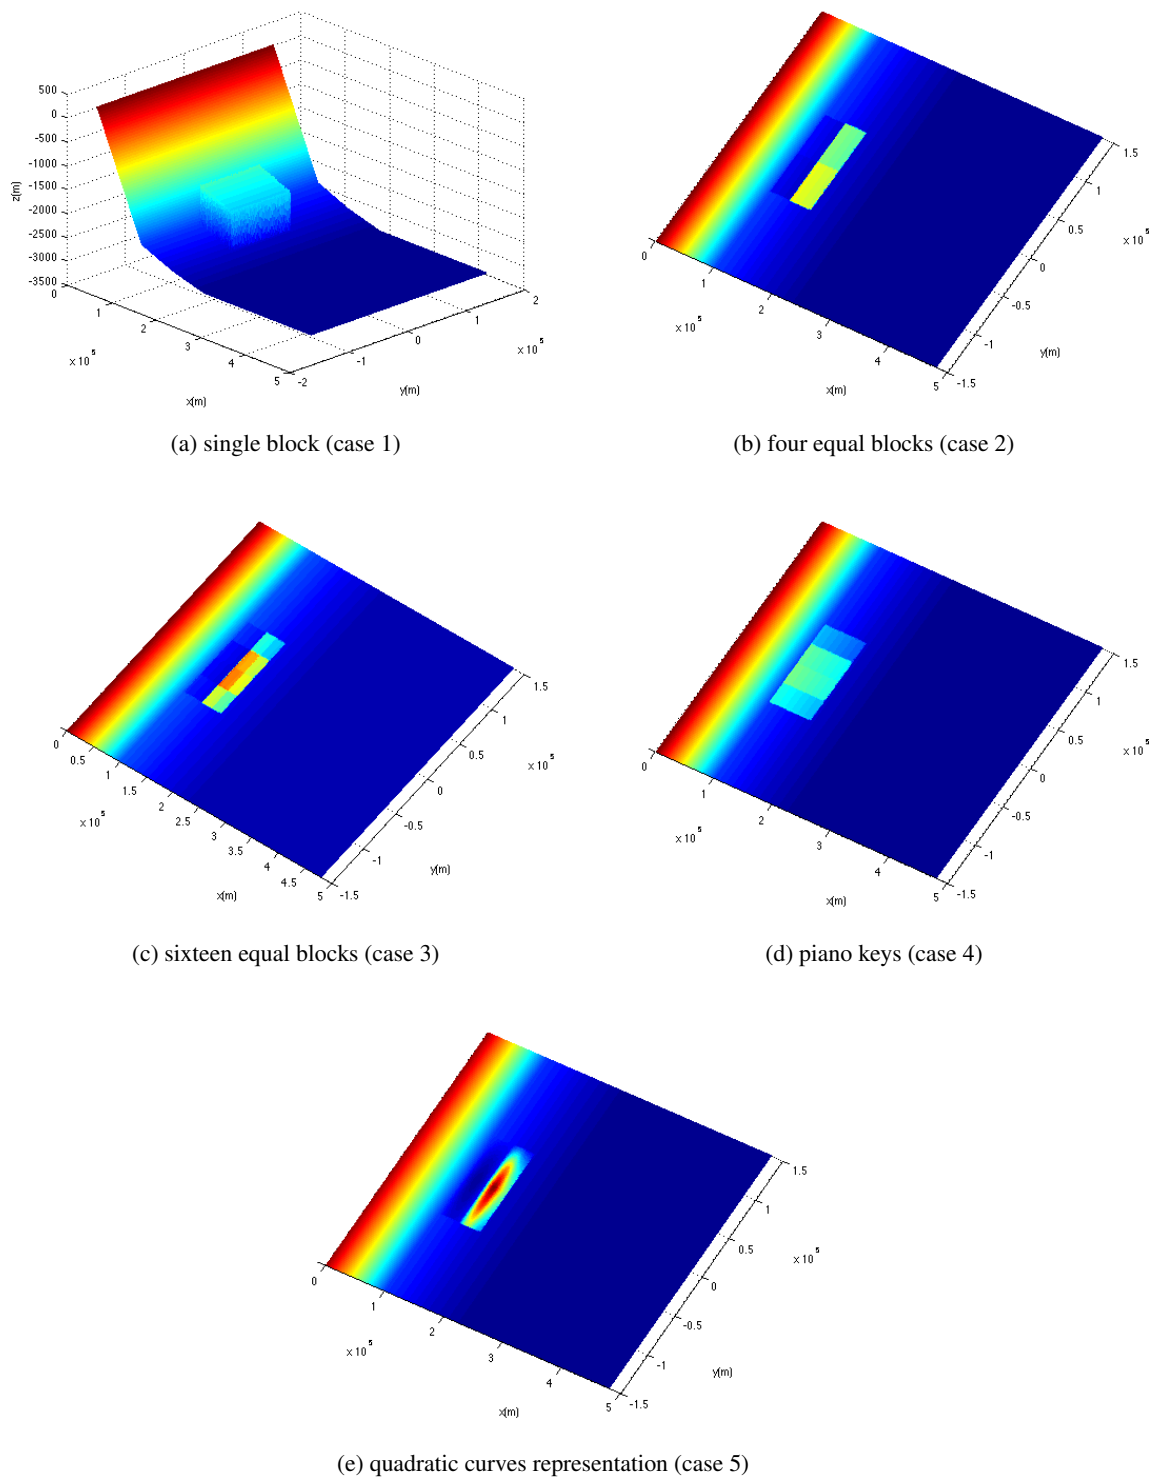 500
0
-500
-1000
-1500
-2000
-2500
-3000
-3500
z(m)
0
1
2
3
4
5
x 10 5
x(m)
-2
-1
0
1
2
x 10 5
y(m)
(a) single block (case 1)
0
1
2
3
4
5
x 10 5
x(m)
-1.5
-1
-0.5
0
0.5
1
1.5
x 10 5
y(m)
(b) four equal blocks (case 2)
0
0.5
1
1.5
2
2.5
3
3.5
4
4.5
5
x 10 5
x(m)
-1.5
-1
-0.5
0
0.5
1
1.5
x 10 5
y(m)
(c) sixteen equal blocks (case 3)
0
1
2
3
4
5
x 10 5
x(m)
-1.5
-1
-0.5
0
0.5
1
1.5
x 10 5
y(m)
(d) piano keys (case 4)
0
1
2
3
4
5
x 10 5
x(m)
-1.5
-1
-0.5
0
0.5
1
1.5
x 10 5
y(m)
(e) quadratic curves representation (case 5)